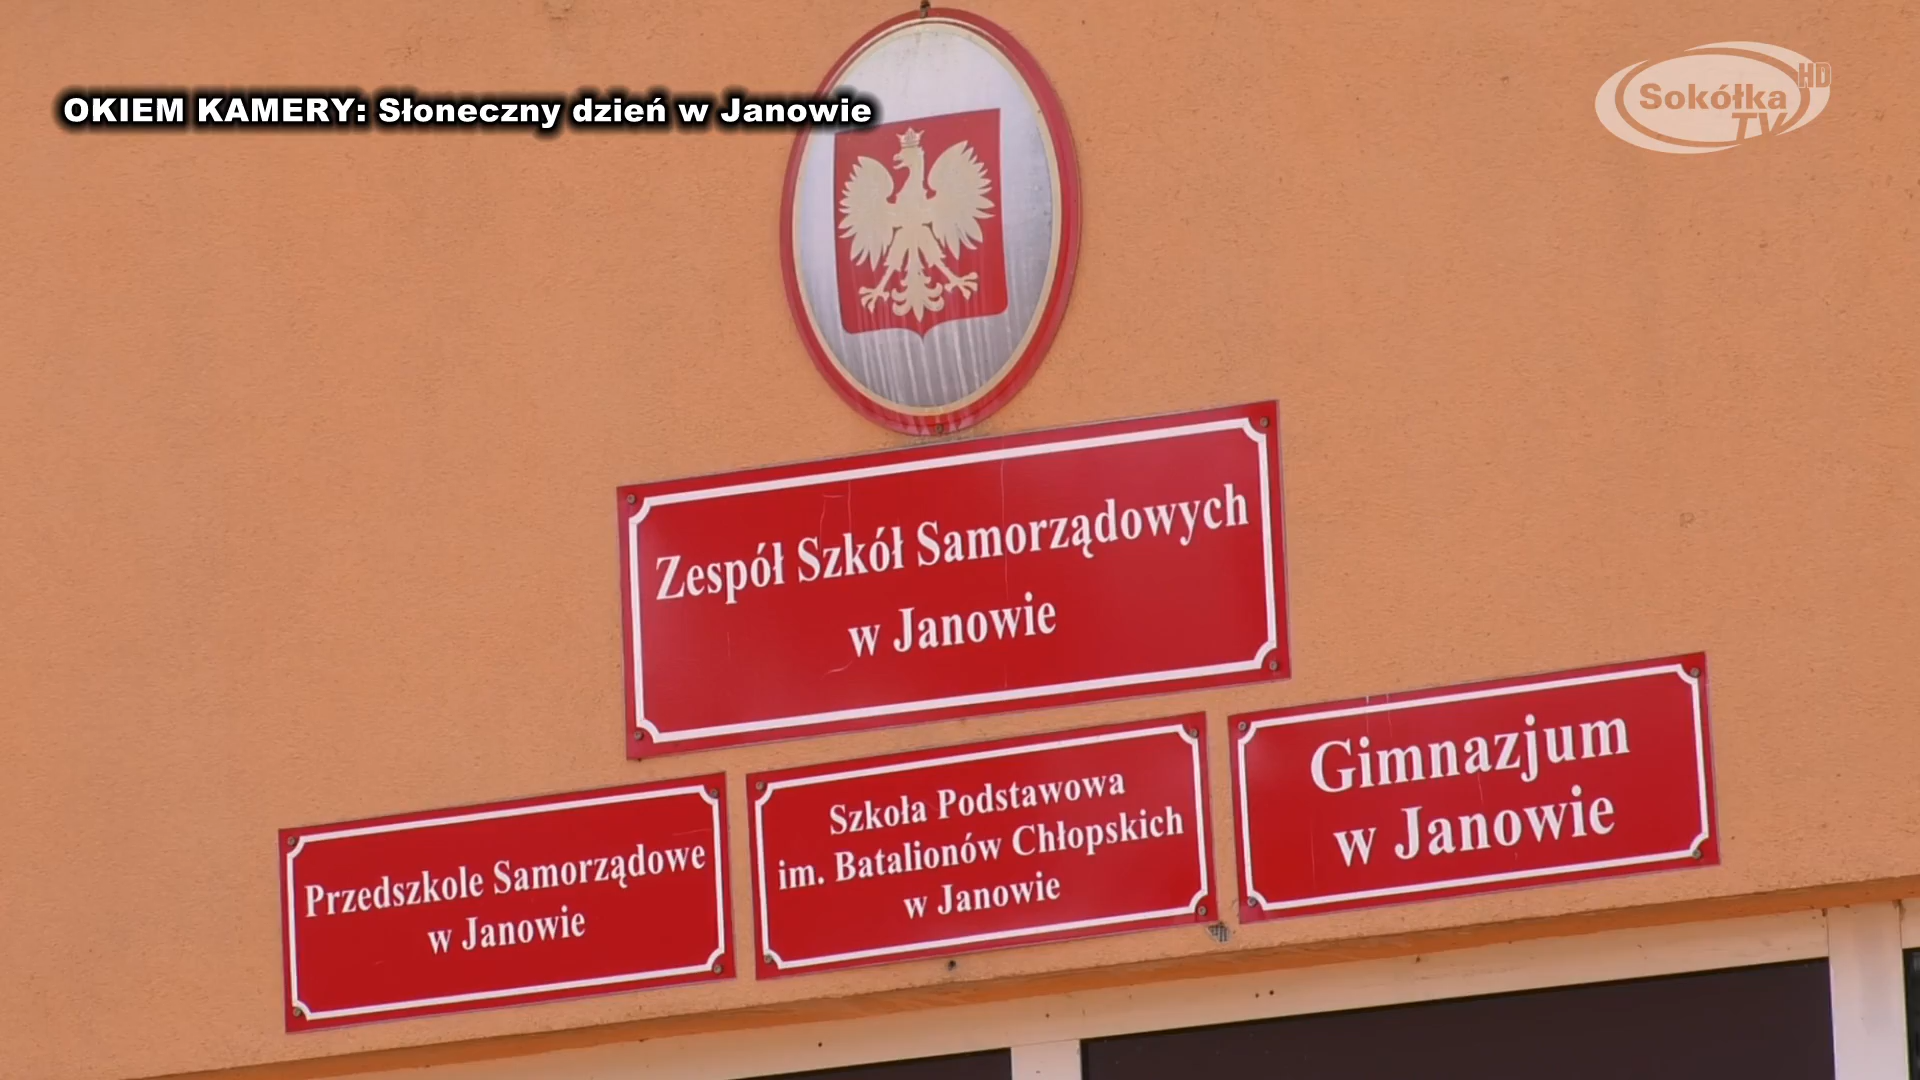 OKIEM KAMERY: Słoneczny dzień w Janowie
Sokółka
TV
HD
Zespół Szkół Samorządowych
w Janowie
Przedszkole Samorządowe
w Janowie
Szkoła Podstawowa
im. Batalionów Chłopskich
w Janowie
Gimnazjum
w Janowie